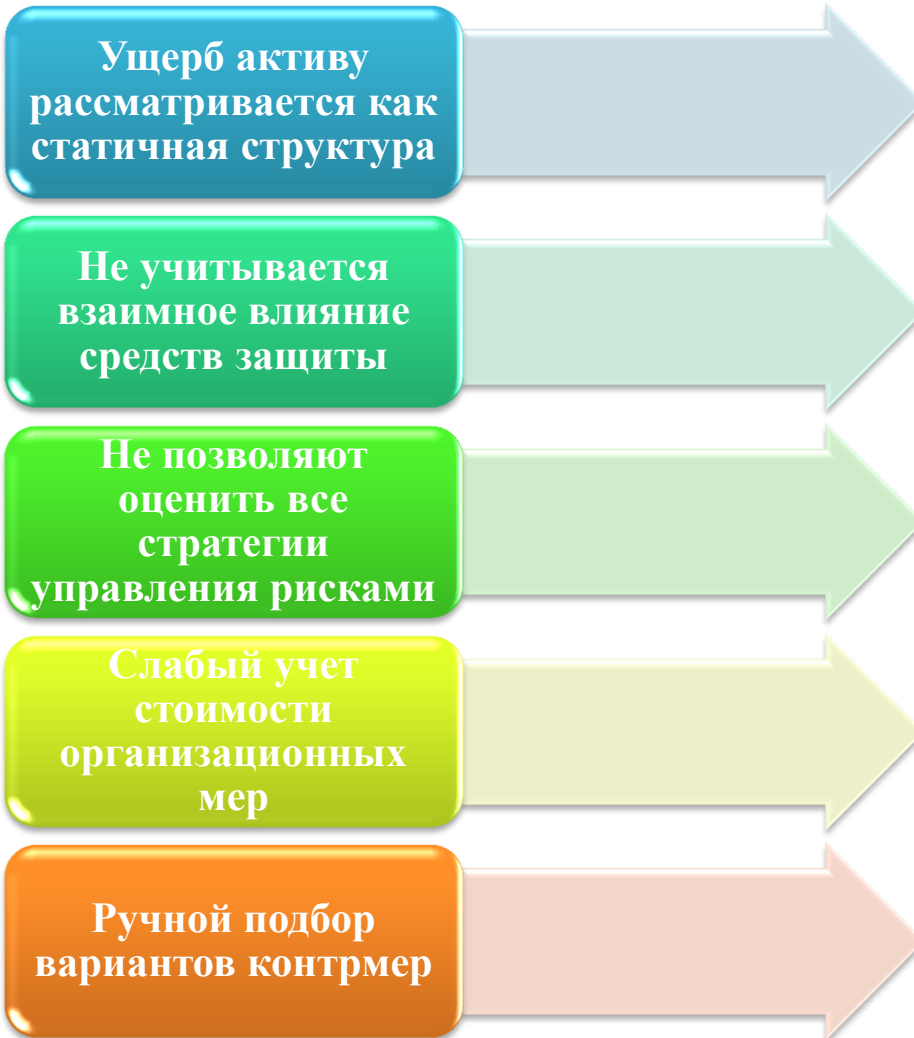 Ущерб активу
рассматривается как
статичная структура
Не учитывается
взаимное влияние
средств защиты
Не позволяют
оценить все
стратегии
управления рисками
Слабый учет
стоимости
организационных
мер
Ручной подбор
вариантов контрмер